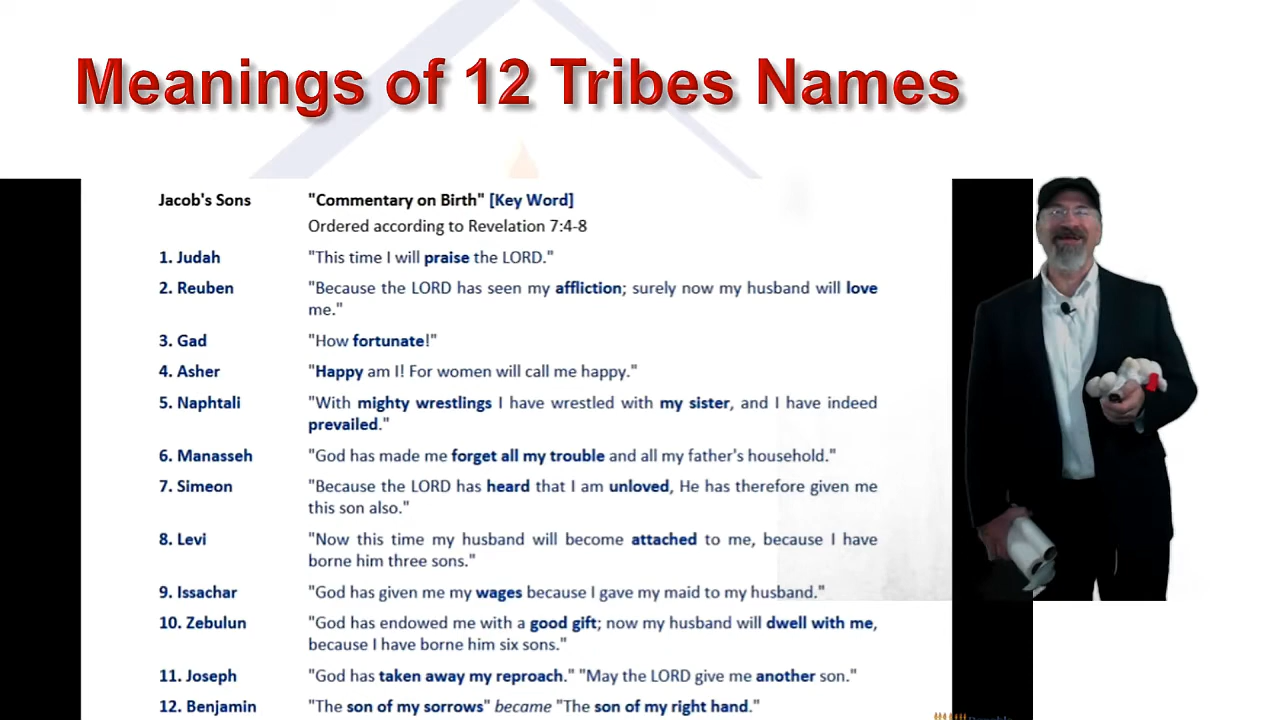 Meanings of 12 Tribes Names
Jacob's Sons "Commentary on Birth" [Key Word]
Ordered according to Revelation 7:4-8
1. Judah "This time I will praise the LORD."
2. Reuben "Because the LORD has seen my affliction; surely now my husband will love
me."
3. Gad "How fortunate!"
4. Asher "Happy am I! For women will call me happy."
5. Naphtali "With mighty wrestlings I have wrestled with my sister, and I have indeed
prevailed."
6. Manasseh "God has made me forget all my trouble and all my father's household."
7. Simeon "Because the LORD has heard that I am unloved, He has therefore given me
this son also."
8. Levi "Now this time my husband will become attached to me, because I have
borne him three sons."
9. Issachar "God has given me my wages because I gave my maid to my husband."
10. Zebulun "God has endowed me with a good gift; now my husband will dwell with me,
because I have borne him six sons."
11. Joseph "God has taken away my reproach." "May the LORD give me another son."
12. Benjamin "The son of my sorrows" became "The son of my right hand."